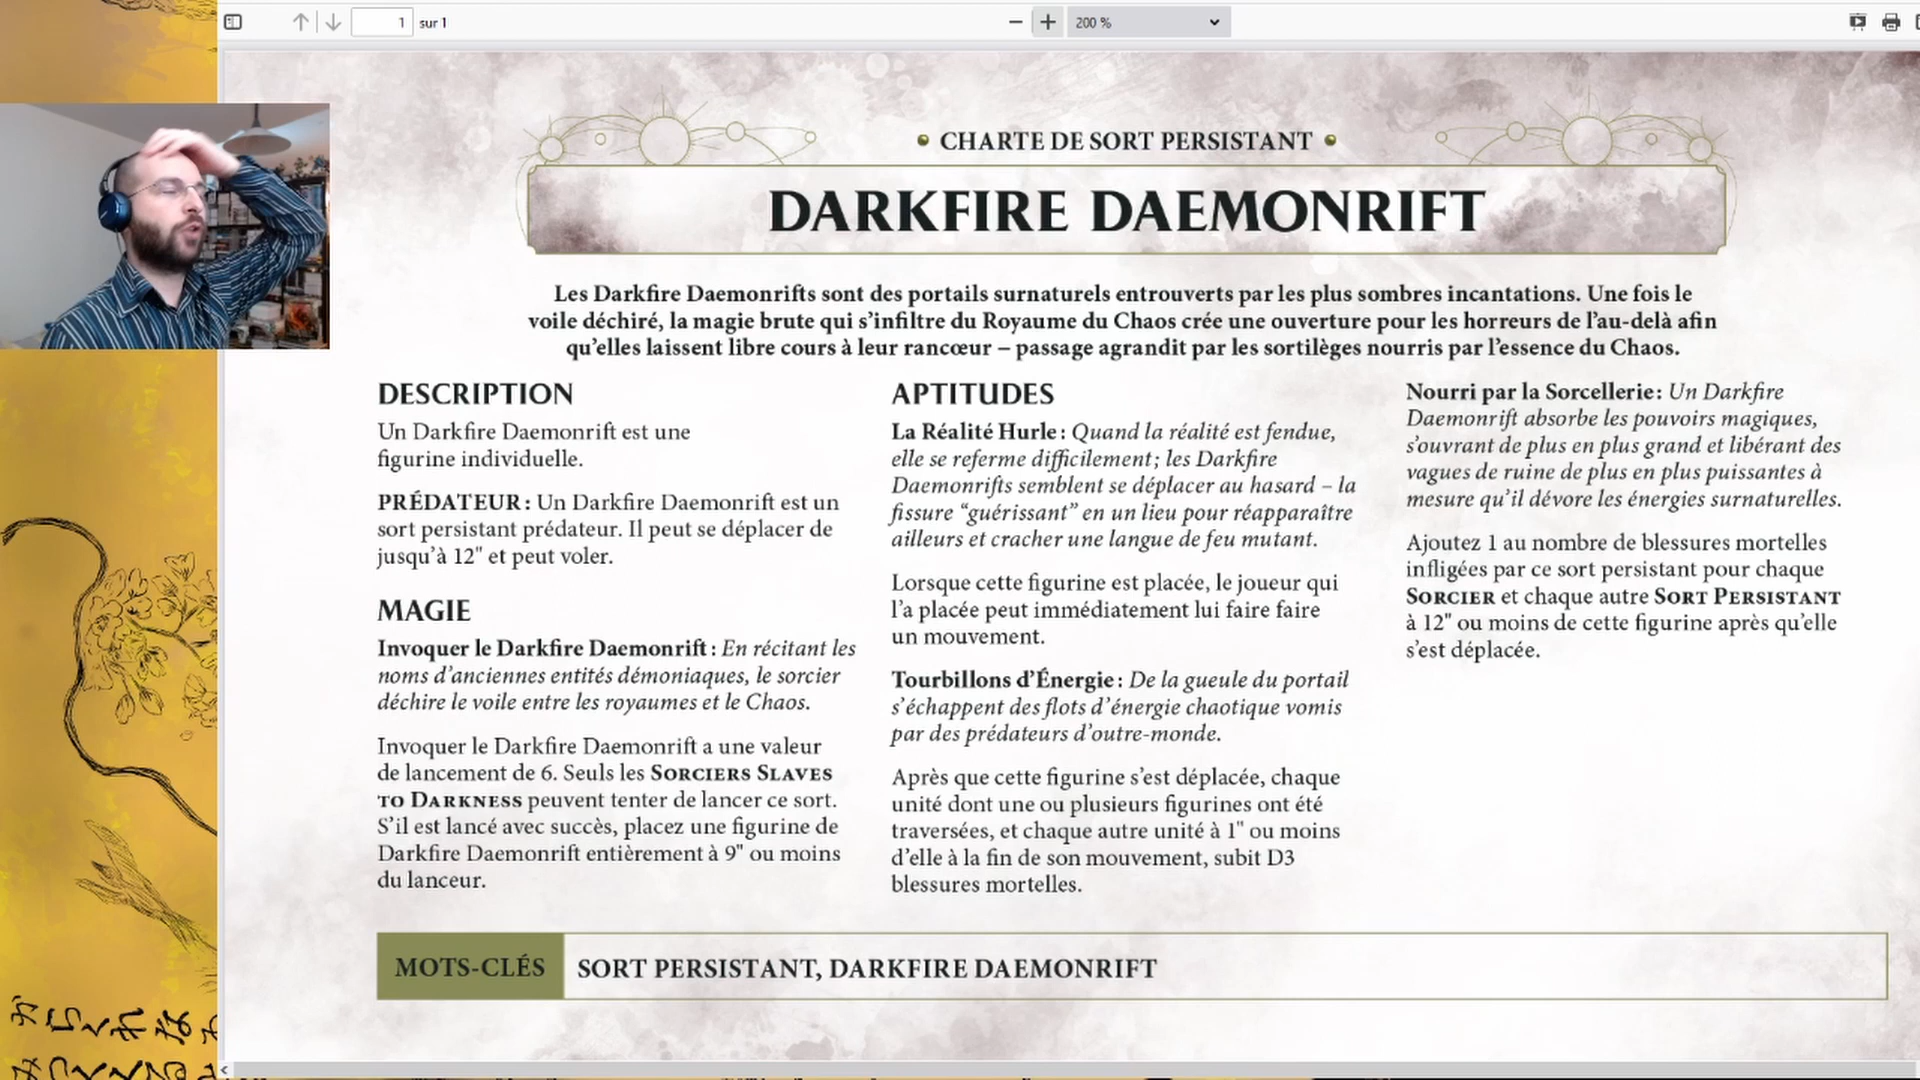 1 sur 1
200 %
CHARTE DE SORT PERSISTANT
DARKFIRE DAEMONRIFT
Les Darkfire Daemonrifts sont des portails surnaturels entrouverts par les plus sombres incantations. Une fois le
voile déchiré, la magie brute qui s’infiltre du Royaume du Chaos crée une ouverture pour les horreurs de l’au-delà afin
qu’elles laissent libre cours à leur rancœur – passage agrandit par les sortilèges nourris par l’essence du Chaos.
DESCRIPTION
Un Darkfire Daemonrift est une
figurine individuelle.
PRÉDATEUR : Un Darkfire Daemonrift est un
sort persistant prédateur. Il peut se déplacer de
jusqu’à 12" et peut voler.
MAGIE
Invoquer le Darkfire Daemonrift : En récitant les
noms d’anciennes entités démoniaques, le sorcier
déchire le voile entre les royaumes et le Chaos.
Invoquer le Darkfire Daemonrift a une valeur
de lancement de 6. Seuls les SORCIERS SLAVES
TO DARKNESS peuvent tenter de lancer ce sort.
S’il est lancé avec succès, placez une figurine de
Darkfire Daemonrift entièrement à 9" ou moins
du lanceur.
APTITUDES
La Réalité Hurle : Quand la réalité est fendue,
elle se referme difficilement ; les Darkfire
Daemonrifts semblent se déplacer au hasard – la
fissure “guérissant” en un lieu pour réapparaître
ailleurs et cracher une langue de feu mutant.
Lorsque cette figurine est placée, le joueur qui
l’a placée peut immédiatement lui faire faire
un mouvement.
Tourbillons d’Énergie : De la gueule du portail
s’échappent des flots d’énergie chaotique vomis
par des prédateurs d’outre-monde.
Après que cette figurine s’est déplacée, chaque
unité dont une ou plusieurs figurines ont été
traversées, et chaque autre unité à 1" ou moins
d’elle à la fin de son mouvement, subit D3
blessures mortelles.
Nourri par la Sorcellerie : Un Darkfire
Daemonrift absorbe les pouvoirs magiques,
s’ouvrant de plus en plus grand et libérant des
vagues de ruine de plus en plus puissantes à
mesure qu’il dévore les énergies surnaturelles.
Ajoutez 1 au nombre de blessures mortelles
infligées par ce sort persistant pour chaque
SORCIER et chaque autre SORT PERSISTANT
à 12" ou moins de cette figurine après qu’elle
s’est déplacée.
MOTS-CLÉS
SORT PERSISTANT, DARKFIRE DAEMONRIFT